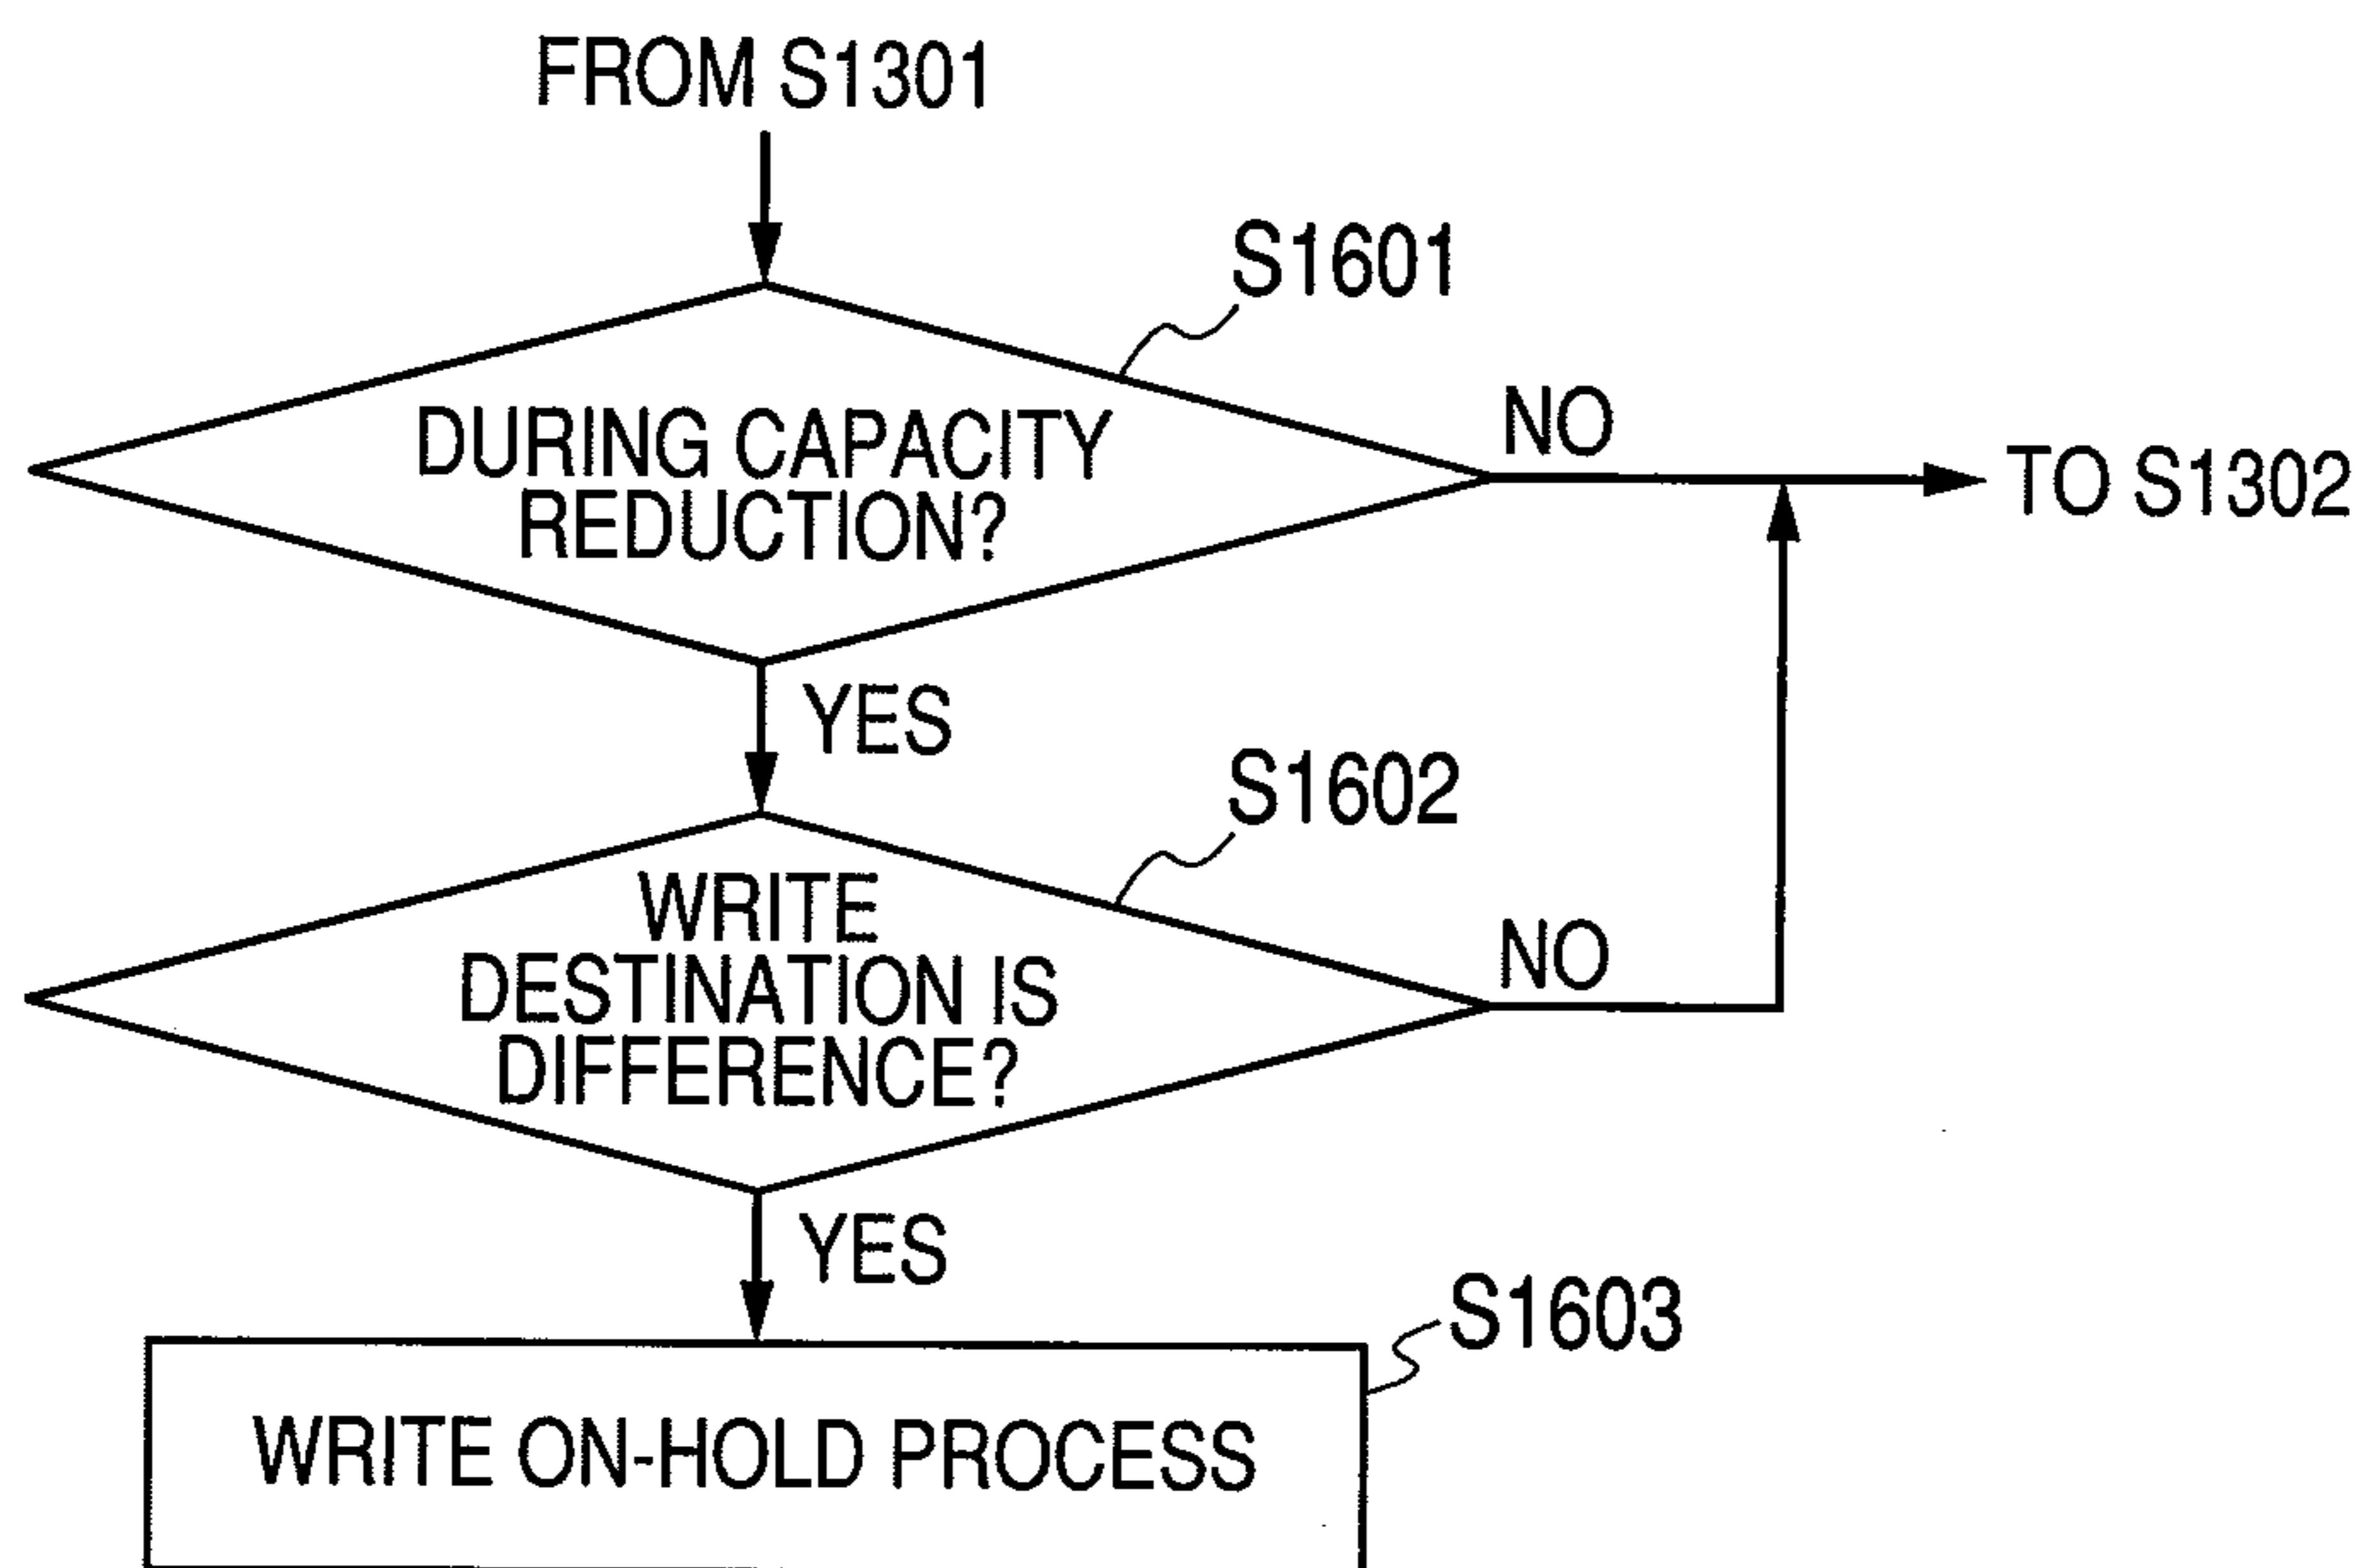 FROM S1301
S1601
DURING CAPACITY
REDUCTION?
NO
TO S1302
YES
S1602
WRITE
DESTINATION IS
DIFFERENCE?
NO
YES
S1603
WRITE ON-HOLD PROCESS